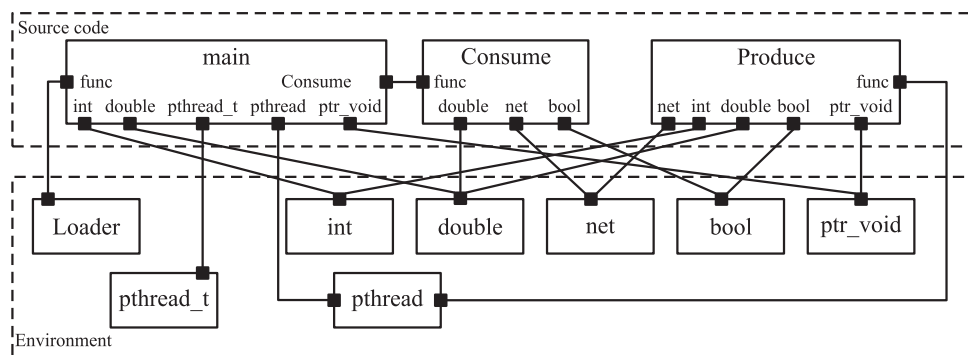 Source code
main Consume Produce
func Consume func func
int double pthread_t pthread ptr_void double net bool net int double bool ptr_void
Loader int double net bool ptr_void
pthread_t pthread
Environment